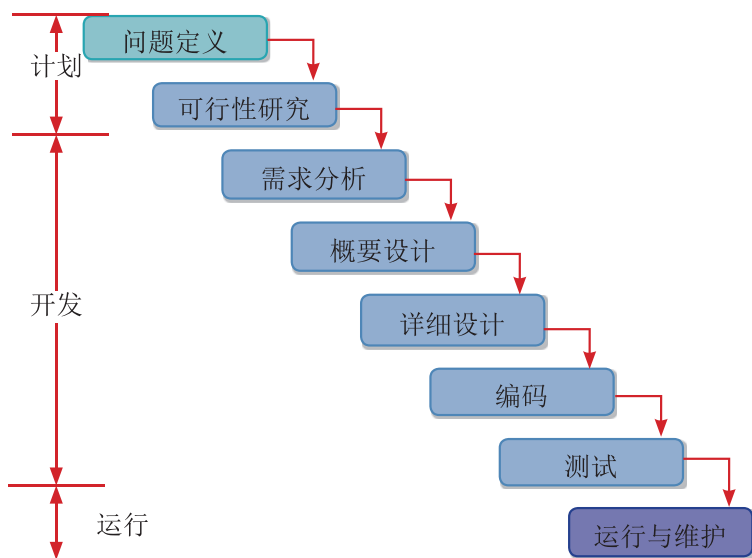 问题定义
计划
可行性研究
需求分析
概要设计
开发
详细设计
编码
测试
运行
运行与维护